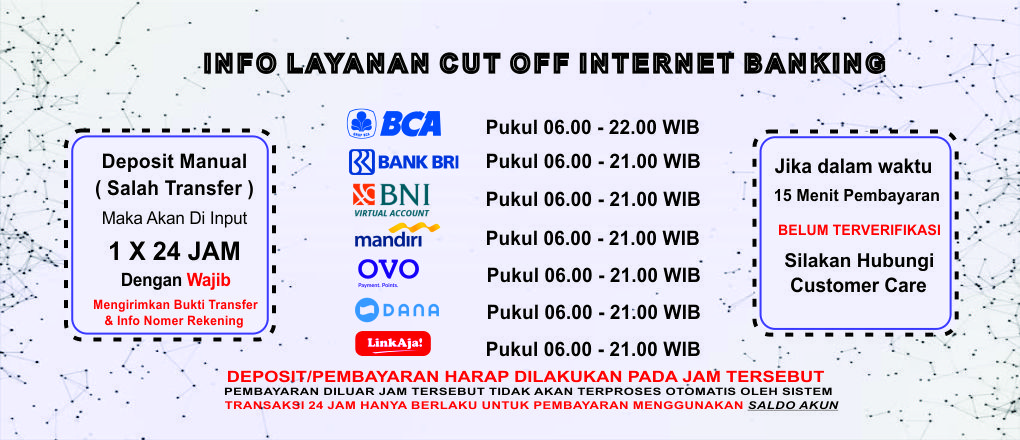 INFO LAYANAN CUT OFF INTERNET BANKING
Deposit Manual
( Salah Transfer )
Maka Akan Di Input
1 X 24 JAM
Dengan Wajib
Mengirimkan Bukti Transfer
& Info Nomer Rekening
BCA Pukul 06.00 - 22.00 WIB
BANK BRI Pukul 06.00 - 21.00 WIB
BNI Pukul 06.00 - 21.00 WIB
VIRTUAL ACCOUNT
mandiri Pukul 06.00 - 21.00 WIB
OVO Pukul 06.00 - 21.00 WIB
Payment. Points.
DANA Pukul 06.00 - 21.00 WIB
LinkAja! Pukul 06.00 - 21.00 WIB
Jika dalam waktu
15 Menit Pembayaran
BELUM TERVERIFIKASI
Silakan Hubungi
Customer Care
DEPOSIT/PEMBAYARAN HARAP DILAKUKAN PADA JAM TERSEBUT
PEMBAYARAN DILUAR JAM TERSEBUT TIDAK AKAN TERPROSES OTOMATIS OLEH SISTEM
TRANSAKSI 24 JAM HANYA BERLAKU UNTUK PEMBAYARAN MENGGUNAKAN SALDO AKUN